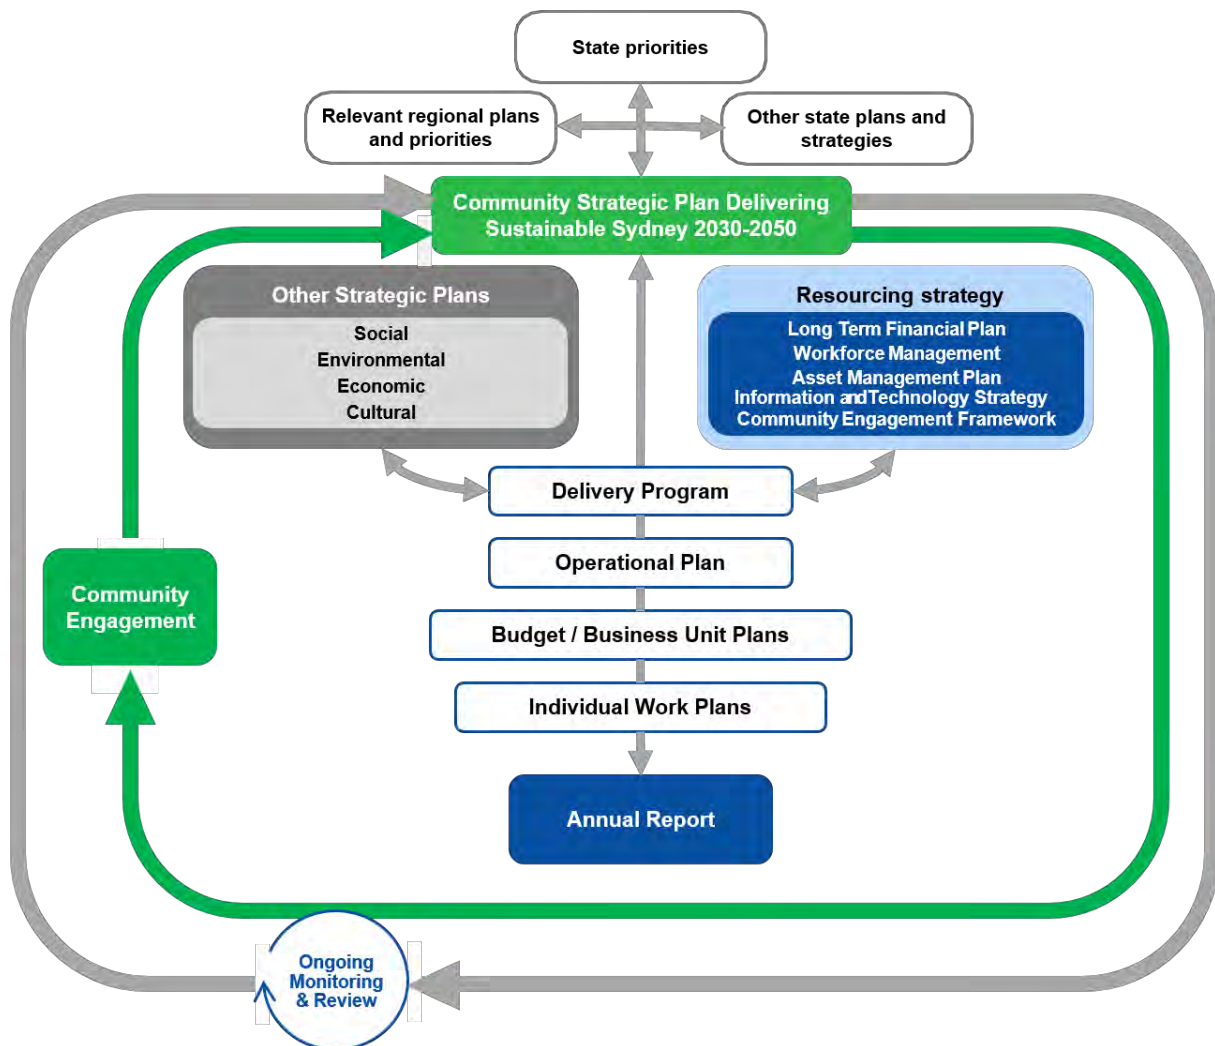 State priorities
Relevant regional plans
and priorities
Other state plans and
strategies
Community Strategic Plan Delivering
Sustainable Sydney 2030-2050
Other Strategic Plans
Social
Environmental
Economic
Cultural
Resourcing strategy
Long Term Financial Plan
Workforce Management
Asset Management Plan
Information and Technology Strategy
Community Engagement Framework
Delivery Program
Operational Plan
Community
Engagement
Budget / Business Unit Plans
Individual Work Plans
Annual Report
Ongoing
Monitoring
& Review